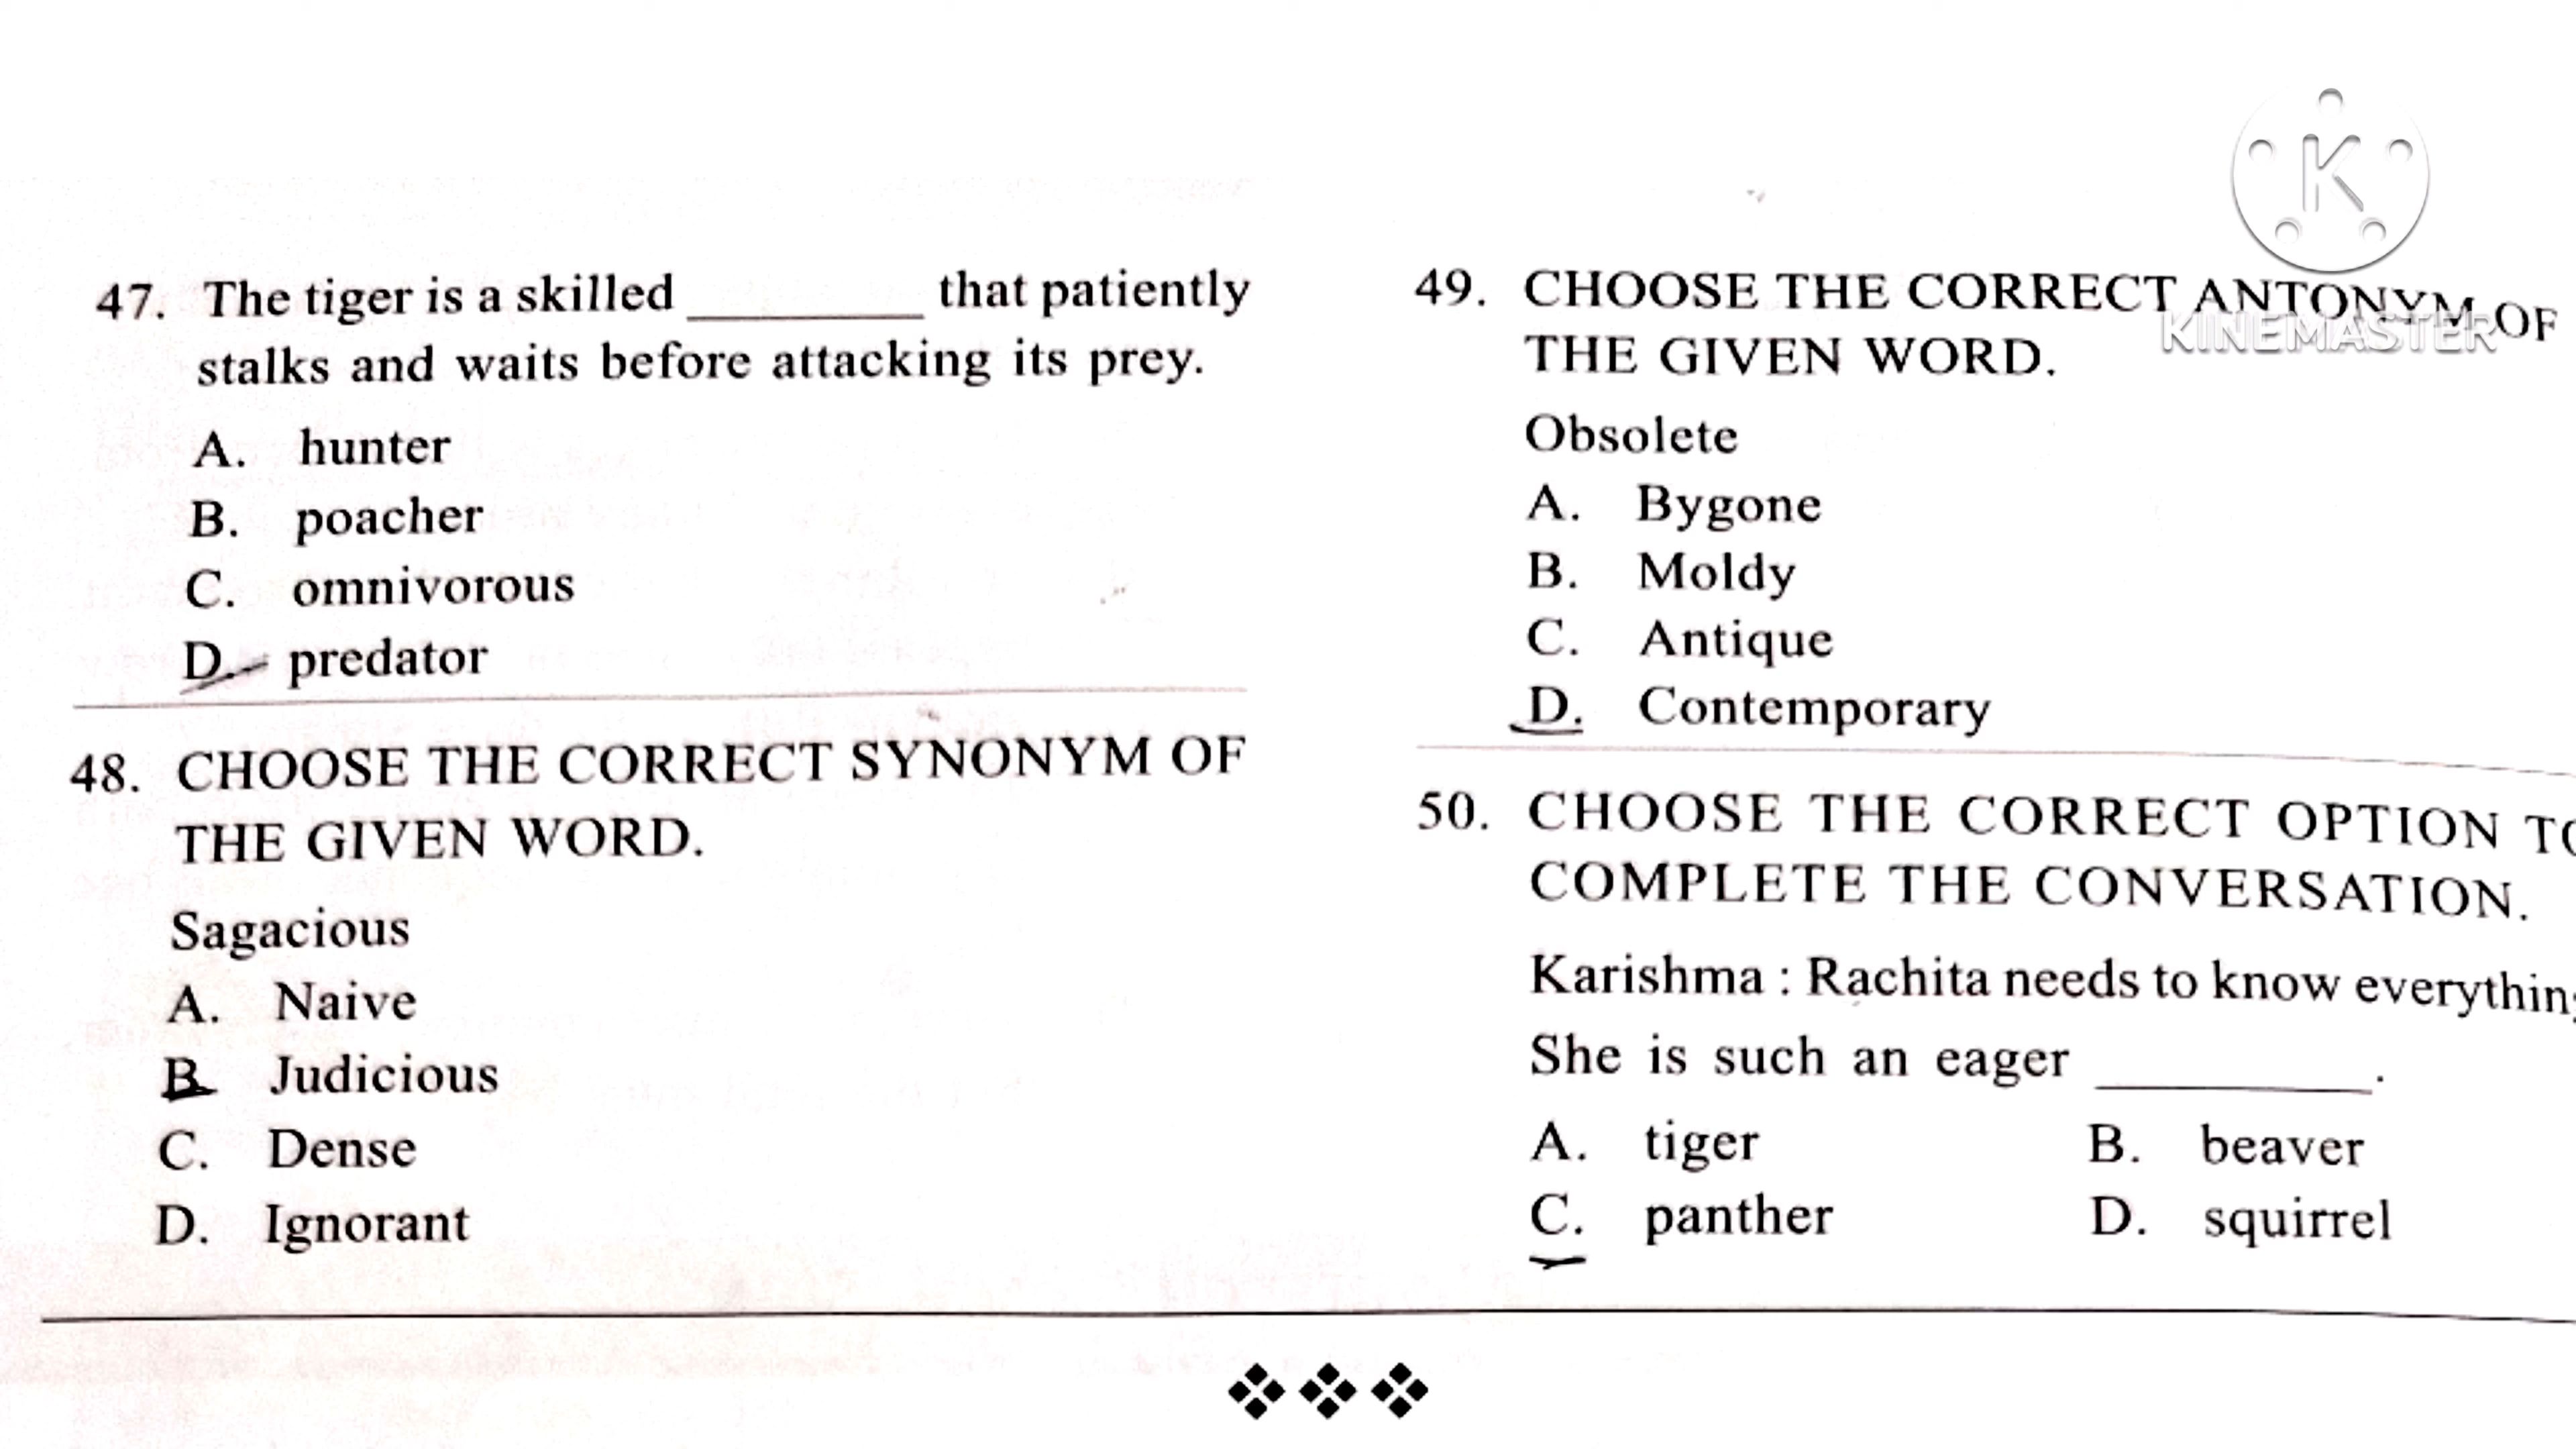 47. The tiger is a skilled ________ that patiently
stalks and waits before attacking its prey.
A. hunter
B. poacher
C. omnivorous
D. predator
48. CHOOSE THE CORRECT SYNONYM OF
THE GIVEN WORD.
Sagacious
A. Naive
B. Judicious
C. Dense
D. Ignorant
49. CHOOSE THE CORRECT ANTONYM OF
THE GIVEN WORD.
Obsolete
A. Bygone
B. Moldy
C. Antique
D. Contemporary
50. CHOOSE THE CORRECT OPTION TO
COMPLETE THE CONVERSATION.
Karishma : Rachita needs to know everything
She is such an eager ________.
A. tiger B. beaver
C. panther D. squirrel
K
KINEMASTER